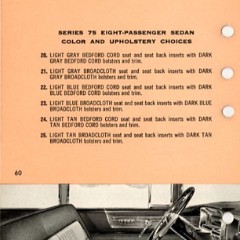 SERIES 75 EIGHT-PASSENGER SEDAN
COLOR AND UPHOLSTERY CHOICES
20. LIGHT GRAY BEDFORD CORD seat and seat back inserts with DARK
GRAY BEDFORD CORD bolsters and trim.
21. LIGHT GRAY BROADCLOTH seat and seat back inserts with DARK
GRAY BROADCLOTH bolsters and trim.
22. LIGHT BLUE BEDFORD CORD seat and seat back inserts with DARK
BLUE BEDFORD CORD bolsters and trim.
23. LIGHT BLUE BROADCLOTH seat and seat back inserts with DARK BLUE
BROADCLOTH bolsters and trim.
24. LIGHT TAN BEDFORD CORD seat and seat back inserts with DARK
TAN BEDFORD CORD bolsters and trim.
25. LIGHT TAN BROADCLOTH seat and seat back inserts with DARK TAN
BROADCLOTH bolsters and trim.
60